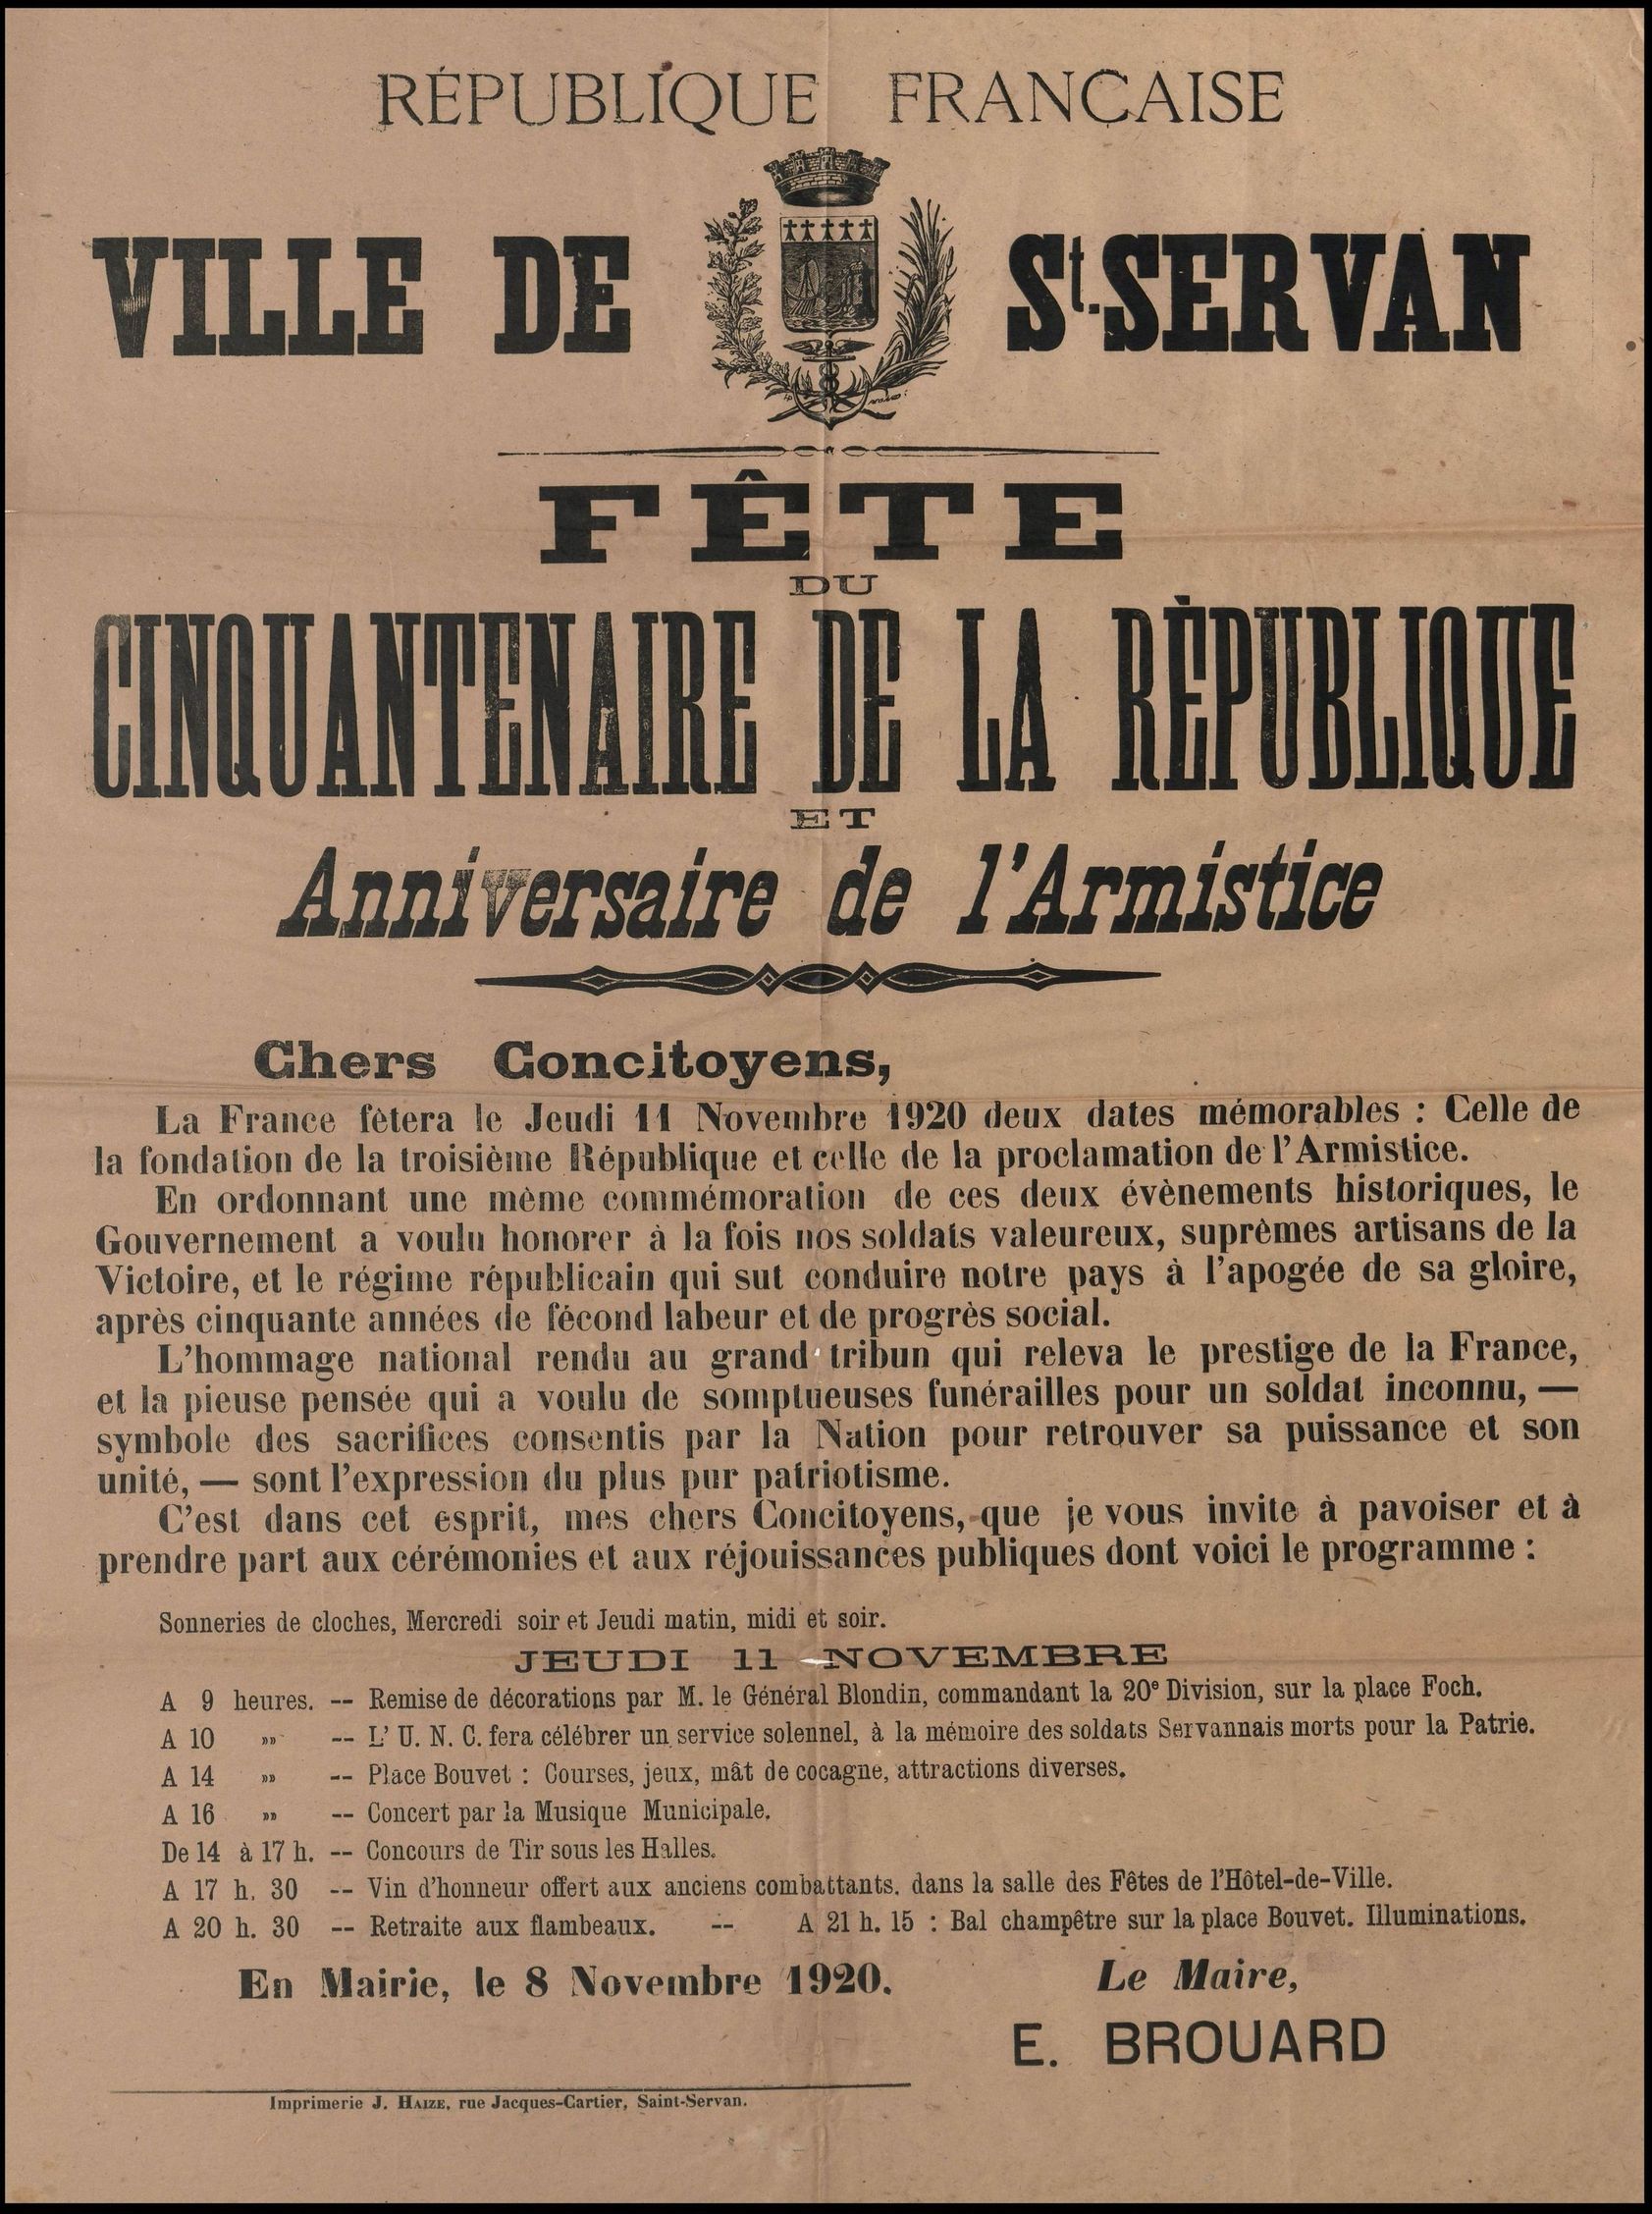 RÉPUBLIQUE FRANÇAISE
VILLE DE St-SERVAN
FÊTE
DU
CINQUANTENAIRE DE LA RÉPUBLIQUE
ET
Anniversaire de l'Armistice
Chers Concitoyens,
La France fêtera le Jeudi 11 Novembre 1920 deux dates mémorables : Celle de
la fondation de la troisième République et celle de la proclamation de l'Armistice.
En ordonnant une même commémoration de ces deux évènements historiques, le
Gouvernement a voulu honorer à la fois nos soldats valeureux, suprêmes artisans de la
Victoire, et le régime républicain qui sut conduire notre pays à l'apogée de sa gloire,
après cinquante années de fécond labeur et de progrès social.
L'hommage national rendu au grand tribun qui releva le prestige de la France,
et la pieuse pensée qui a voulu de somptueuses funérailles pour un soldat inconnu, —
symbole des sacrifices consentis par la Nation pour retrouver sa puissance et son
unité, — sont l'expression du plus pur patriotisme.
C'est dans cet esprit, mes chers Concitoyens, que je vous invite à pavoiser et à
prendre part aux cérémonies et aux réjouissances publiques dont voici le programme :
Sonneries de cloches, Mercredi soir et Jeudi matin, midi et soir.
JEUDI 11 NOVEMBRE
A 9 heures. -- Remise de décorations par M. le Général Blondin, commandant la 20e Division, sur la place Foch.
A 10 »» -- L' U. N. C. fera célébrer un service solennel, à la mémoire des soldats Servannais morts pour la Patrie.
A 14 »» -- Place Bouvet : Courses, jeux, mât de cocagne, attractions diverses.
A 16 »» -- Concert par la Musique Municipale.
De 14 à 17 h. -- Concours de Tir sous les Halles.
A 17 h. 30 -- Vin d'honneur offert aux anciens combattants. dans la salle des Fêtes de l'Hôtel-de-Ville.
A 20 h. 30 -- Retraite aux flambeaux. -- A 21 h. 15 : Bal champêtre sur la place Bouvet. Illuminations.
En Mairie, le 8 Novembre 1920.
Le Maire,
E. BROUARD
Imprimerie J. HAIZE, rue Jacques-Cartier, Saint-Servan.